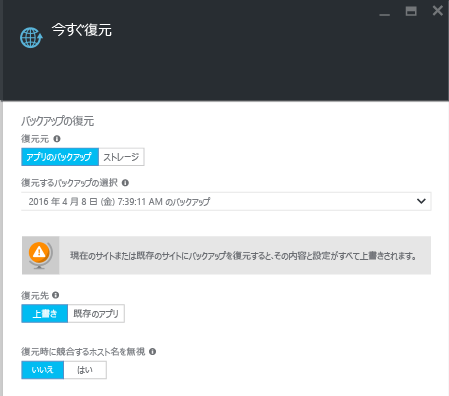 今すぐ復元
バックアップの復元
復元元
アプリのバックアップ ストレージ
復元するバックアップの選択
2016 年 4 月 8 日 (金) 7:39:11 AM のバックアップ
現在のサイトまたは既存のサイトにバックアップを復元すると、その内容と設定がすべて上書きされます。
復元先
上書き 既存のアプリ
復元時に競合するホスト名を無視
いいえ はい